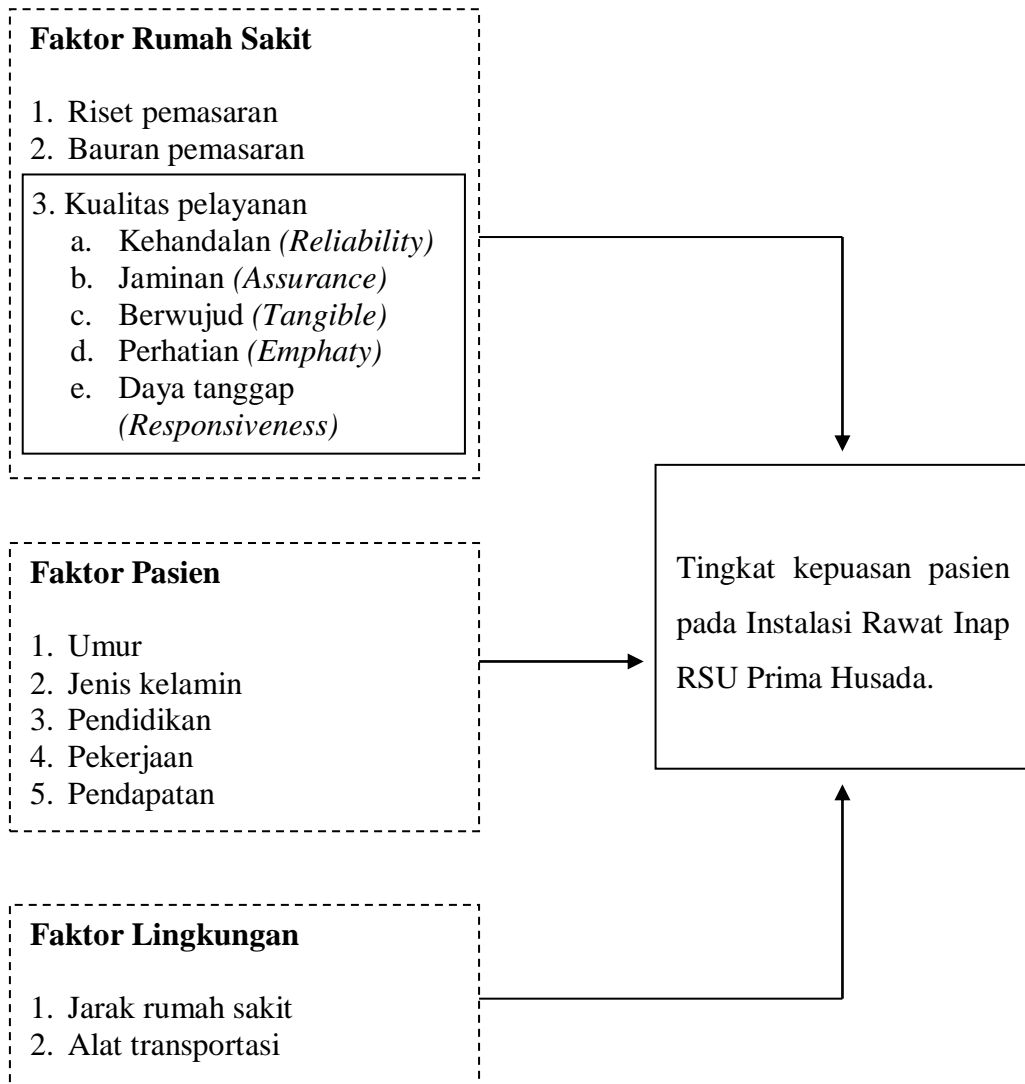 Faktor Rumah Sakit
1. Riset pemasaran
2. Bauran pemasaran
3. Kualitas pelayanan
a. Kehandalan (Reliability)
b. Jaminan (Assurance)
c. Berwujud (Tangible)
d. Perhatian (Emphaty)
e. Daya tanggap
(Responsiveness)
Faktor Pasien
1. Umur
2. Jenis kelamin
3. Pendidikan
4. Pekerjaan
5. Pendapatan
Tingkat kepuasan pasien
pada Instalasi Rawat Inap
RSU Prima Husada.
Faktor Lingkungan
1. Jarak rumah sakit
2. Alat transportasi